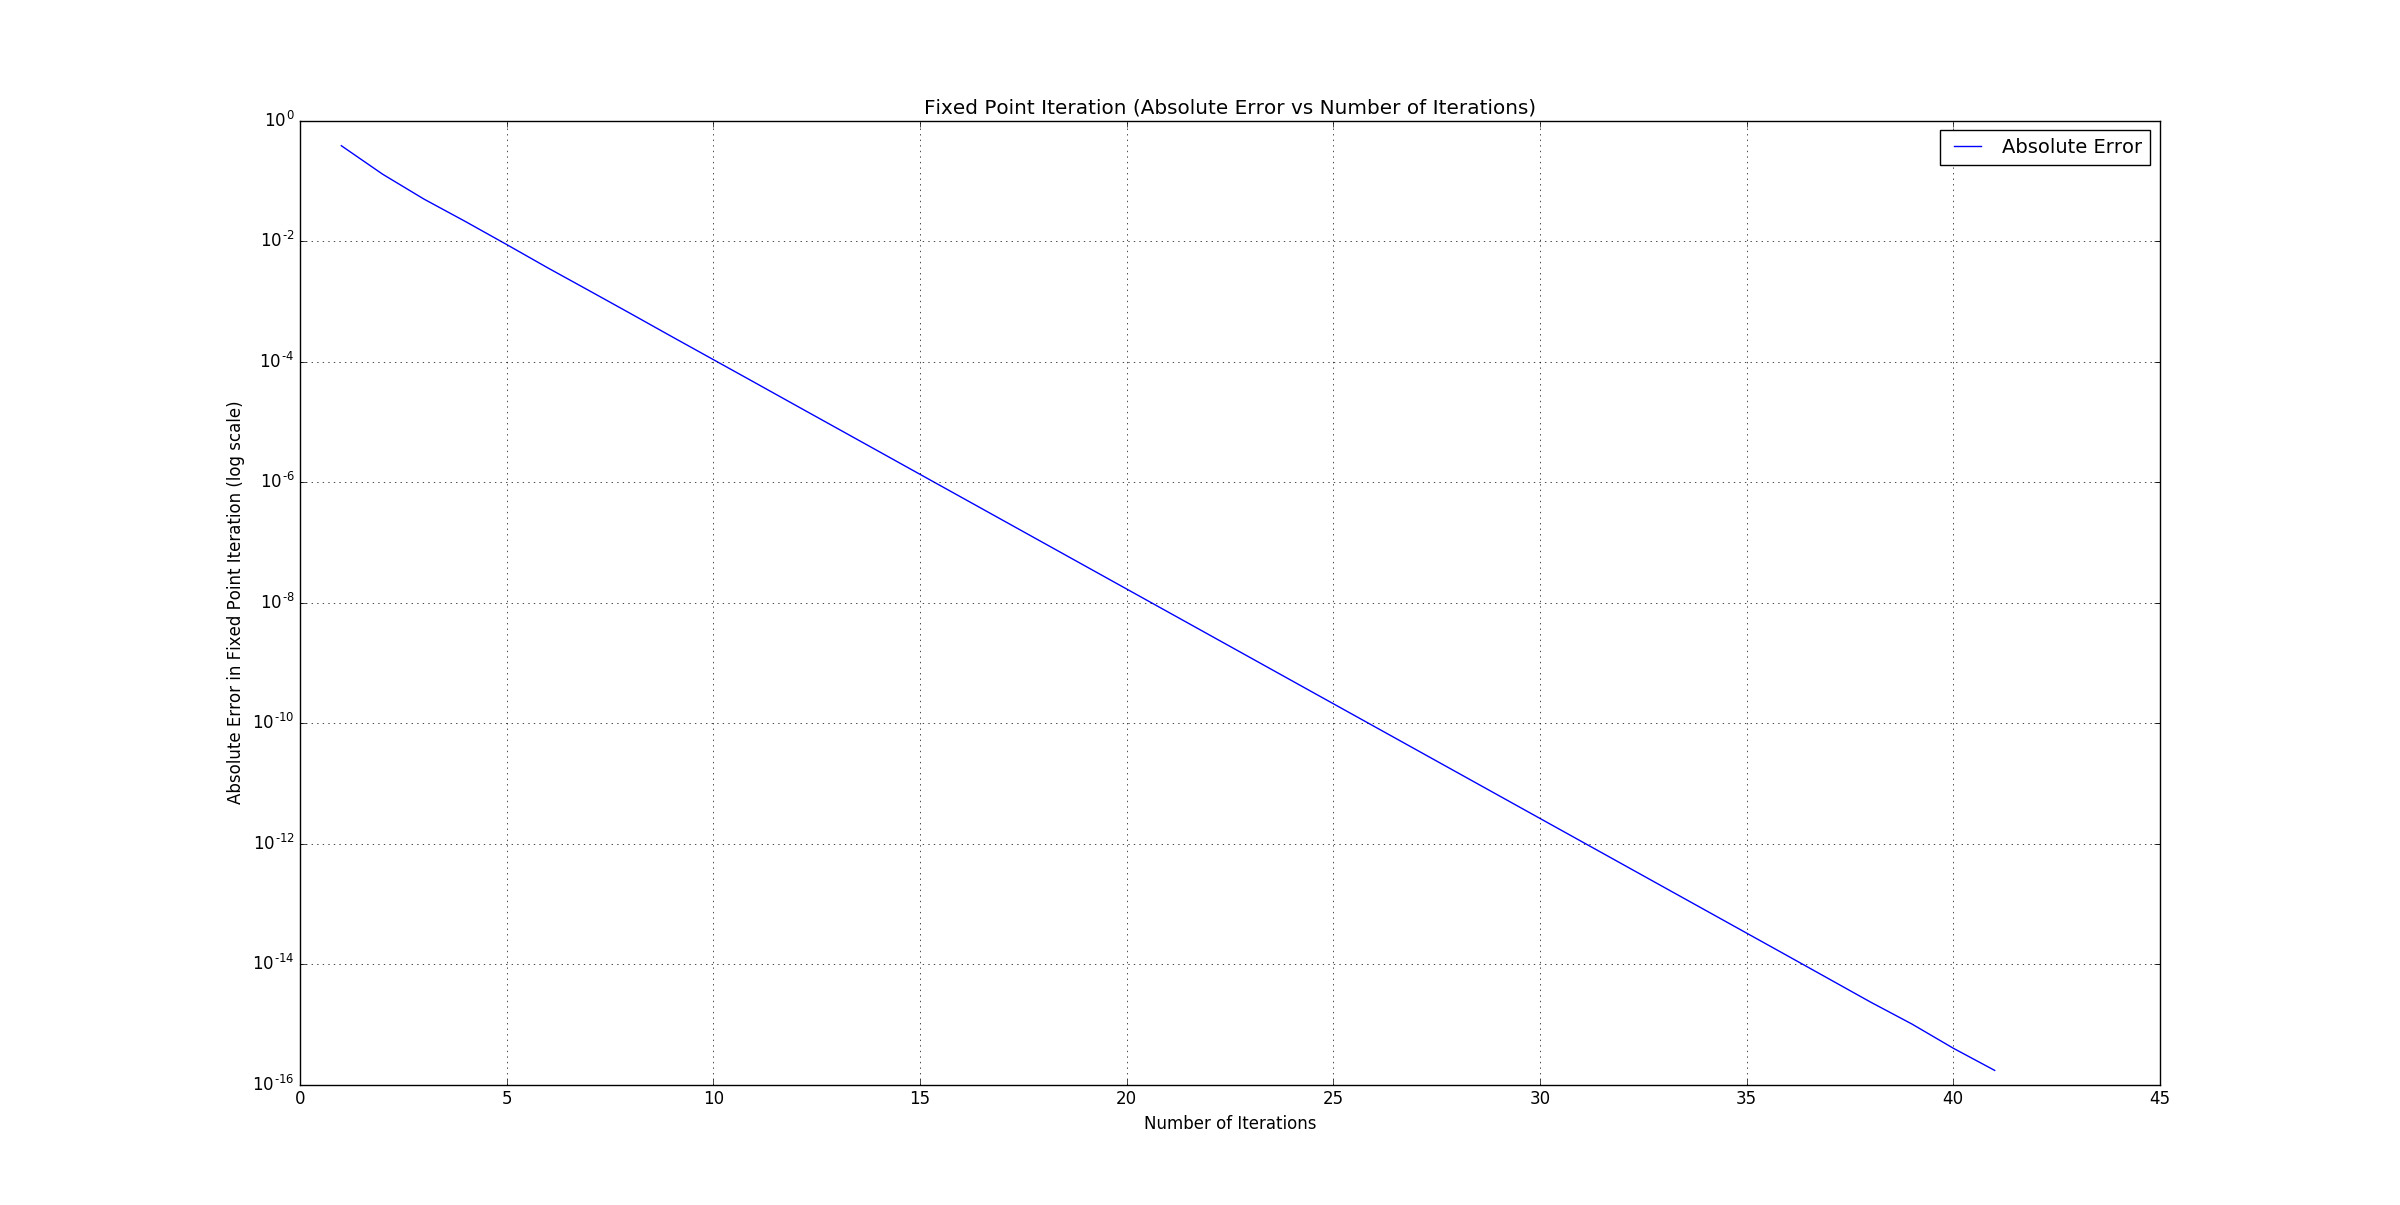 Fixed Point Iteration (Absolute Error vs Number of Iterations)
Absolute Error
Absolute Error in Fixed Point Iteration (log scale)
10^0
10^-2
10^-4
10^-6
10^-8
10^-10
10^-12
10^-14
10^-16
0 5 10 15 20 25 30 35 40 45
Number of Iterations